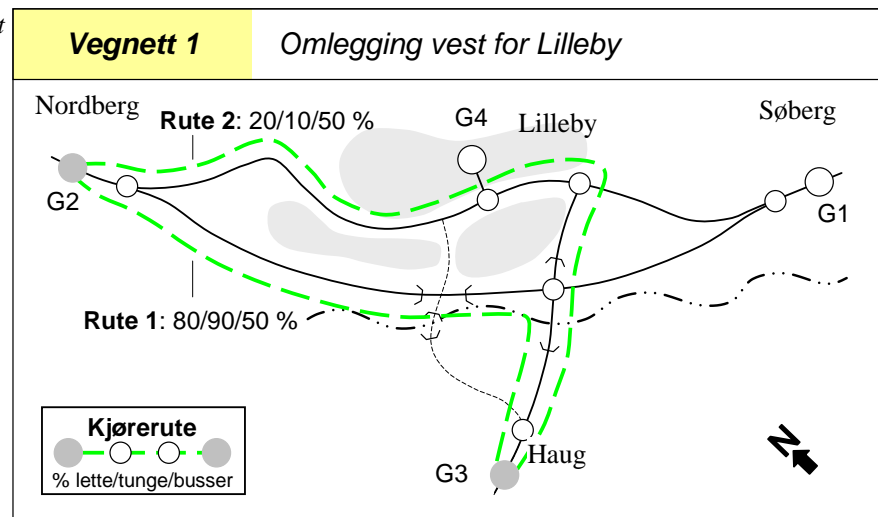 t
Vegnett 1
Omlegging vest for Lilleby
Nordberg
Rute 2: 20/10/50 %
G4
Lilleby
Søberg
G2
G1
Rute 1: 80/90/50 %
Kjørerute
% lette/tunge/busser
G3
Haug
N